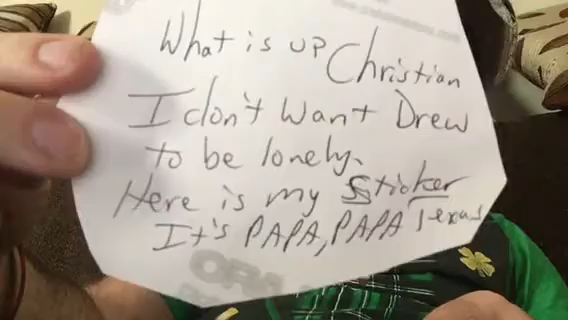 What is up Christian
I don't want Drew
to be lonely.
Here is my Sticker
It's PAPA, PAPA Texas